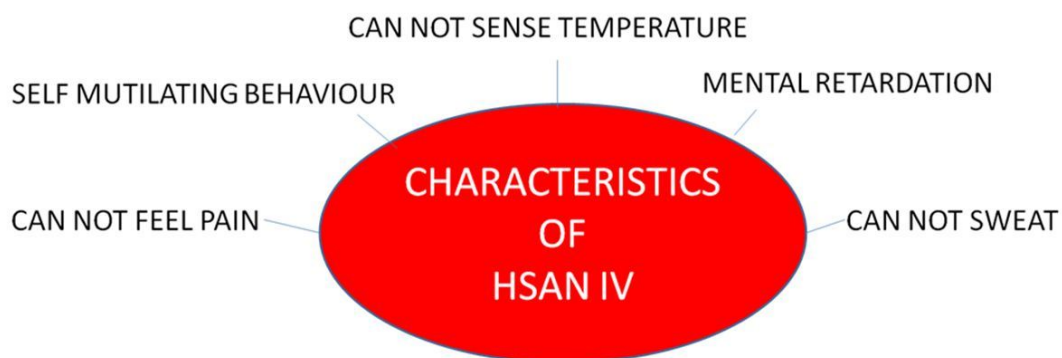 CAN NOT SENSE TEMPERATURE
SELF MUTILATING BEHAVIOUR
MENTAL RETARDATION
CAN NOT FEEL PAIN
CHARACTERISTICS
OF
HSAN IV
CAN NOT SWEAT